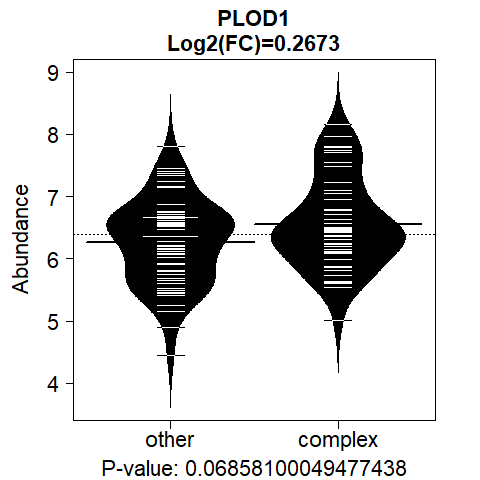 PLOD1
Log2(FC)=0.2673
Abundance
9
8
7
6
5
4
other complex
P-value: 0.06858100049477438